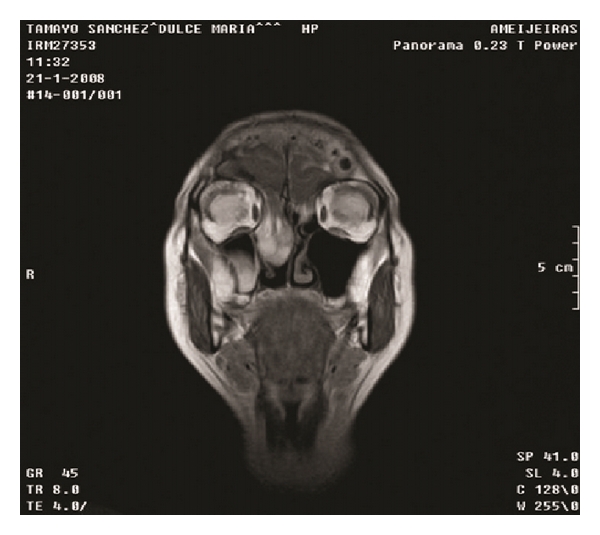 TAMAYO SANCHEZ^DULCE MARIA^^^ HP
IRM27353
11:32
21-1-2008
#14-001/001
AMEIJEIRAS
Panorama 0.23 T Power
R
5 cm
GR 45
TR 8.0
TE 4.0/
SP 41.0
SL 4.0
C 128\0
W 255\0